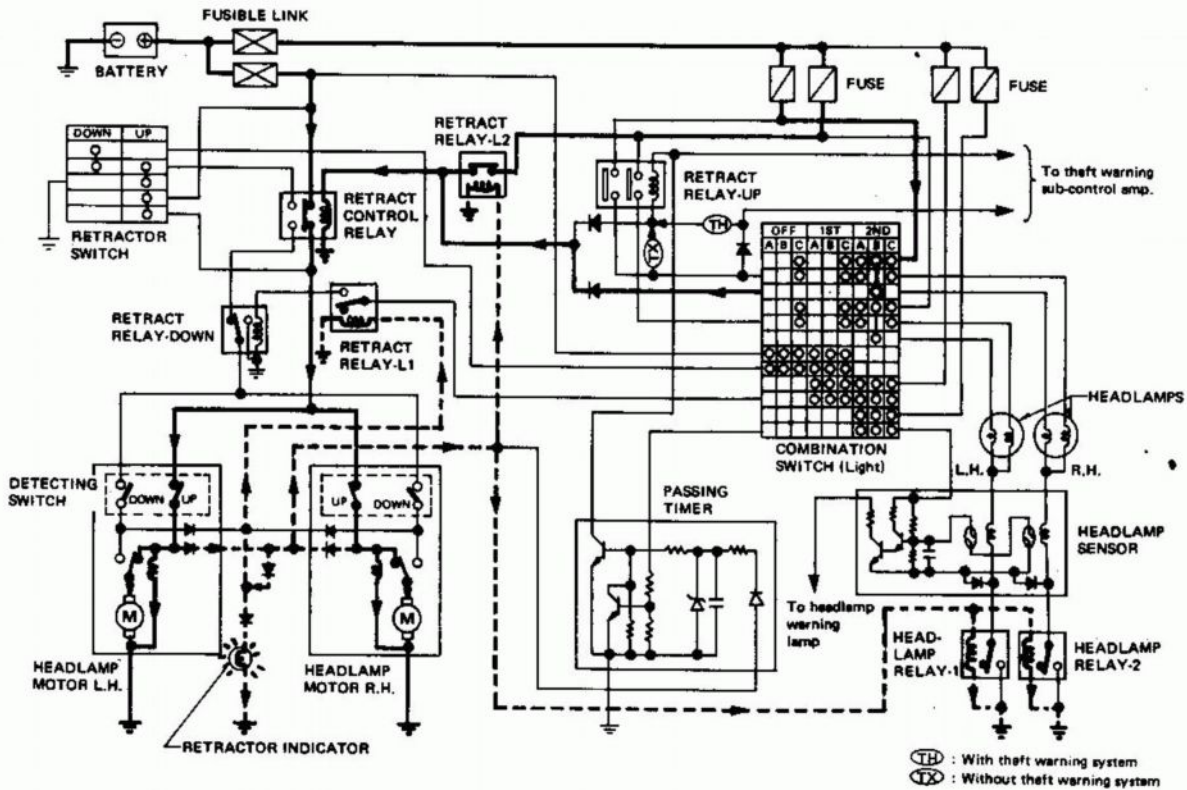 FUSIBLE LINK
BATTERY
FUSE
FUSE
DOWN UP
RETRACTOR
SWITCH
RETRACT
RELAY-L2
RETRACT
CONTROL
RELAY
RETRACT
RELAY-UP
To theft warning
sub-control amp.
TH
TX
OFF 1ST 2ND
A B C A B C A B C
RETRACT
RELAY-DOWN
RETRACT
RELAY-L1
COMBINATION
SWITCH (Light)
HEADLAMPS
L.H.
R.H.
DETECTING
SWITCH
DOWN UP
UP DOWN
PASSING
TIMER
HEADLAMP
SENSOR
To headlamp
warning
lamp
M
M
HEADLAMP
MOTOR L.H.
HEADLAMP
MOTOR R.H.
HEAD-
LAMP
RELAY-1
HEADLAMP
RELAY-2
RETRACTOR INDICATOR
TH : With theft warning system
TX : Without theft warning system